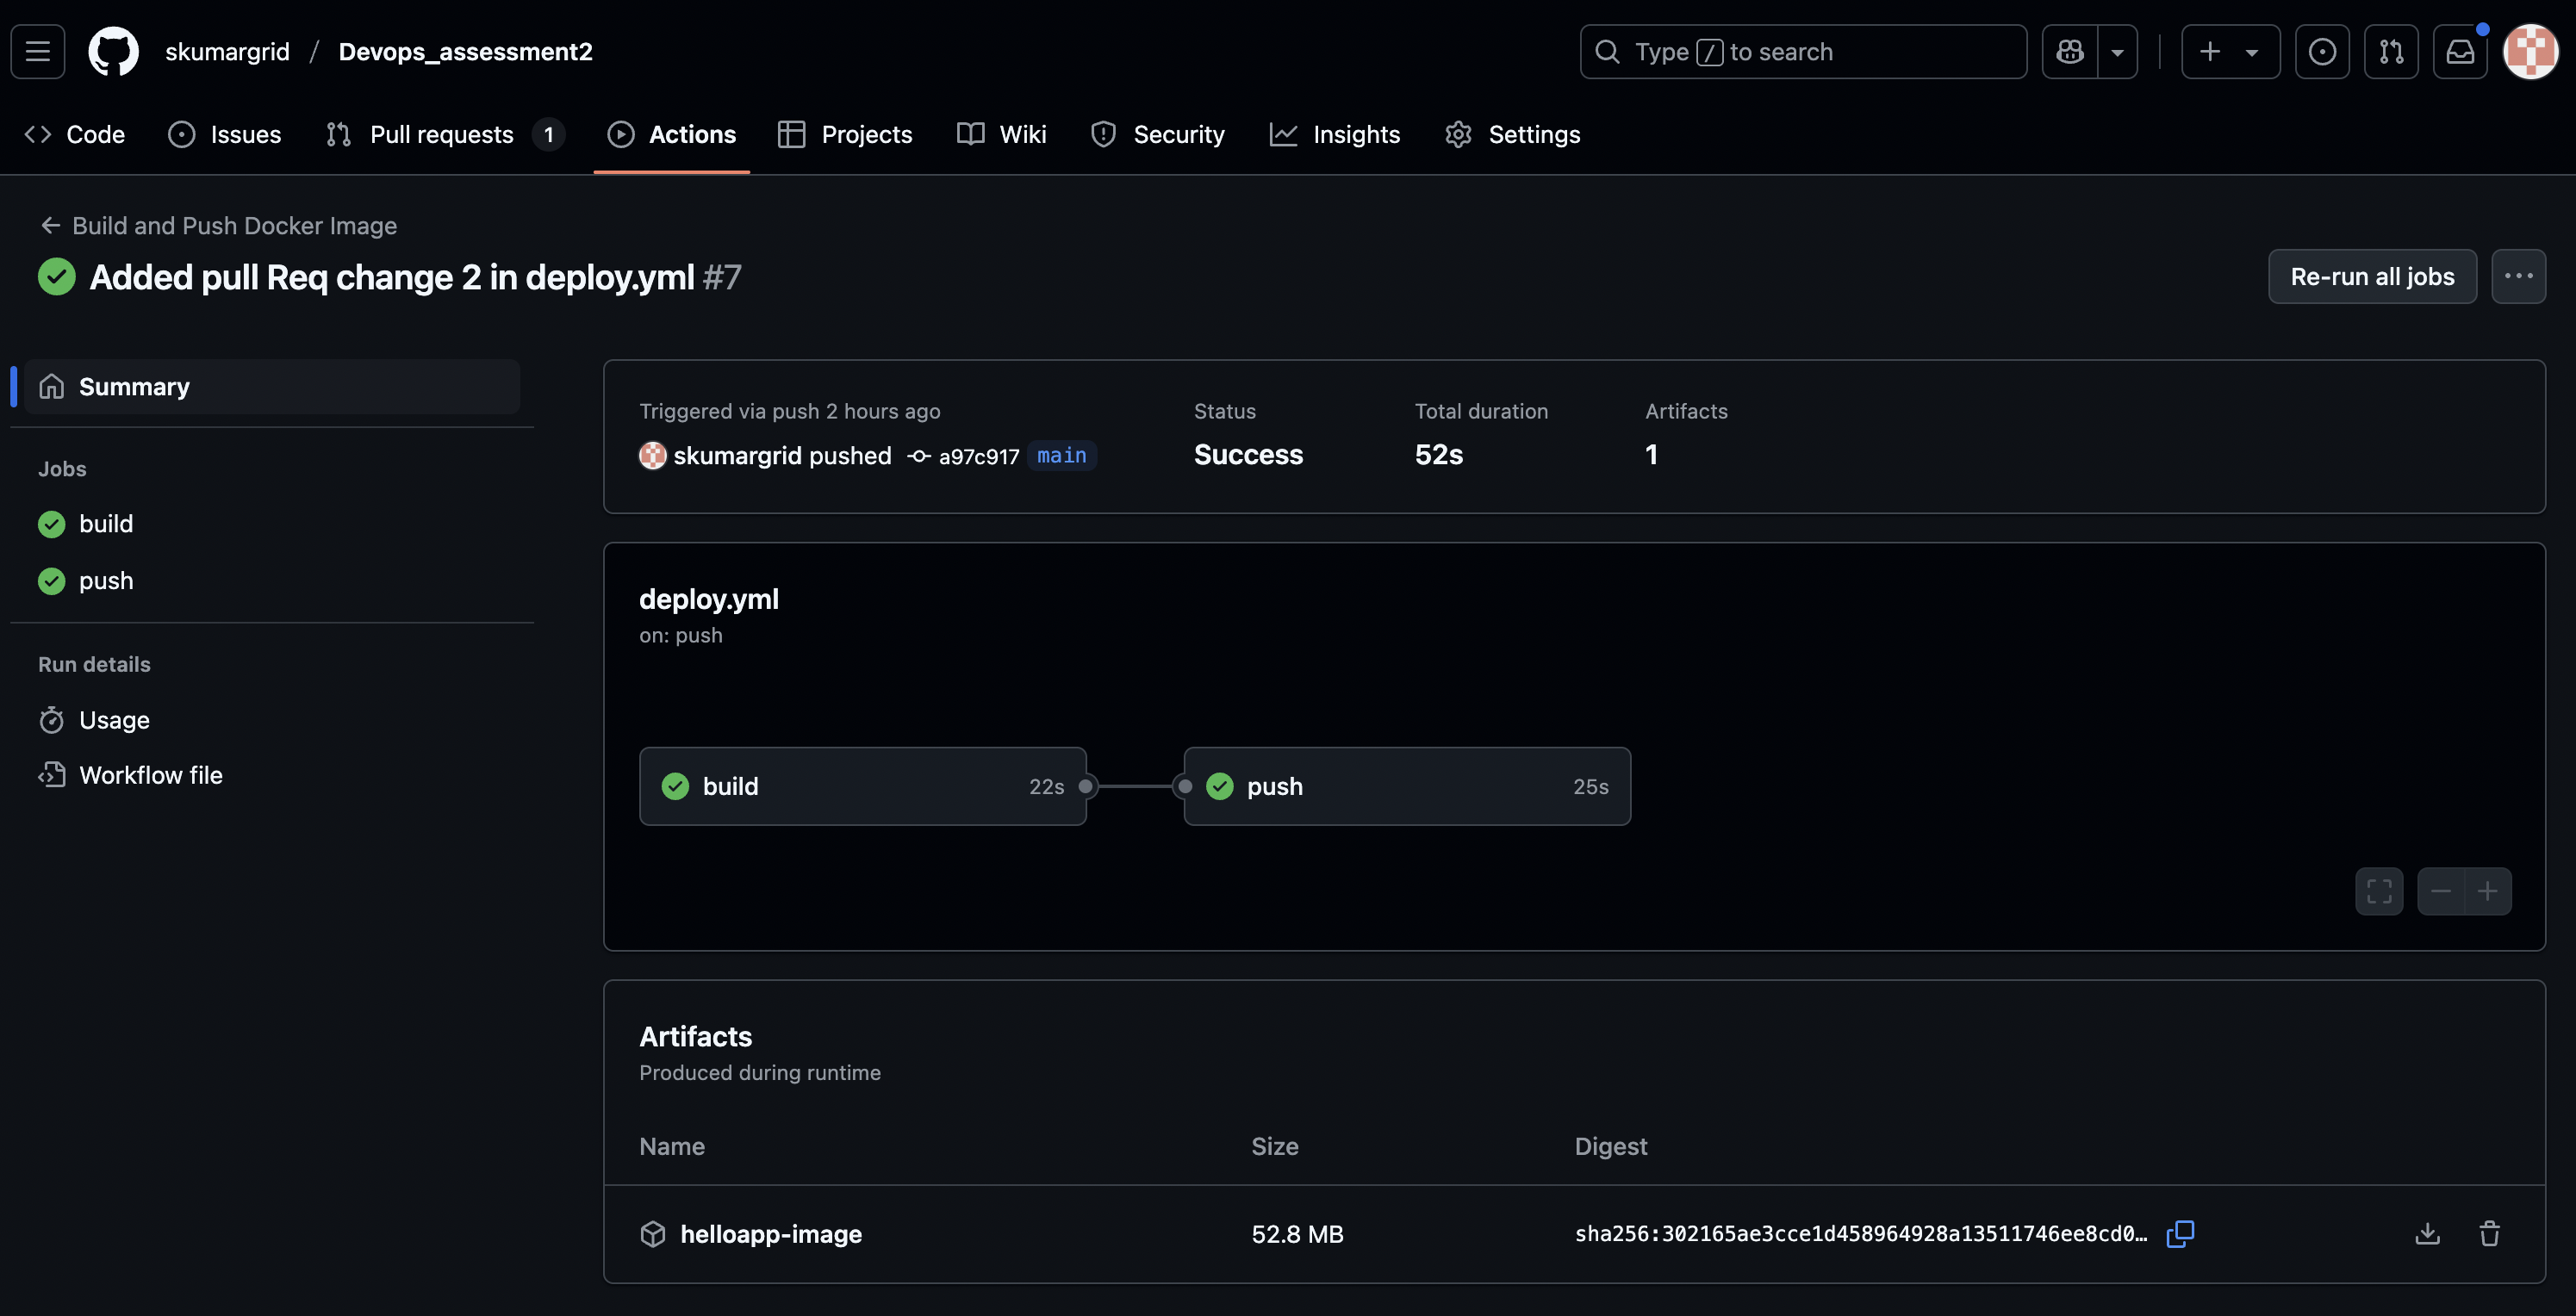 skumargrid / Devops_assessment2
Type / to search
Code Issues Pull requests 1 Actions Projects Wiki Security Insights Settings
Build and Push Docker Image
Added pull Req change 2 in deploy.yml #7
Re-run all jobs
Summary
Jobs
build
push
Run details
Usage
Workflow file
Triggered via push 2 hours ago
skumargrid pushed a97c917 main
Status
Success
Total duration
52s
Artifacts
1
deploy.yml
on: push
build 22s
push 25s
Artifacts
Produced during runtime
Name Size Digest
helloapp-image 52.8 MB sha256:302165ae3cce1d458964928a13511746ee8cd0…